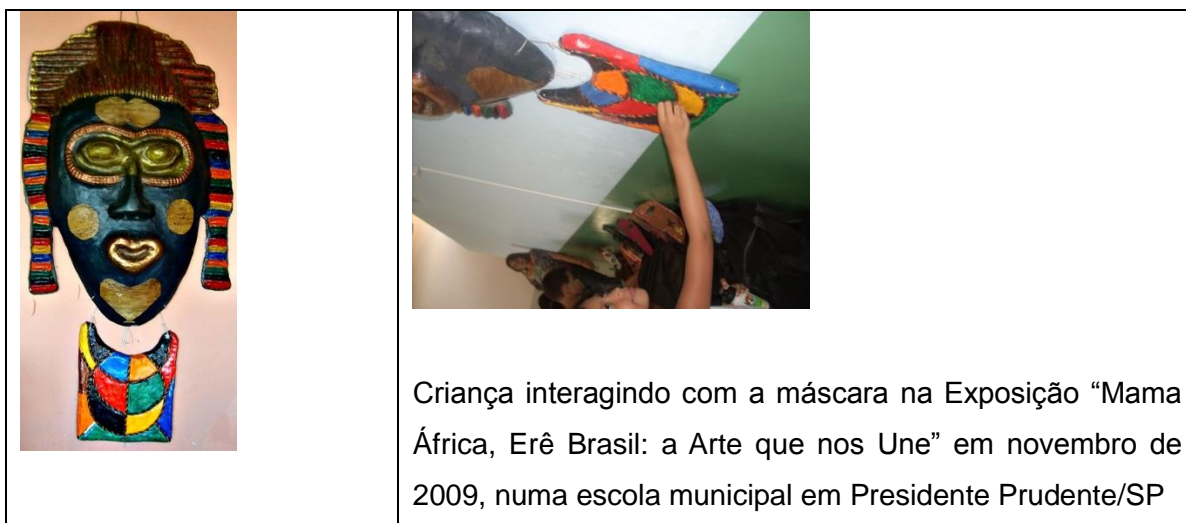 Criança interagindo com a máscara na Exposição “Mama
África, Erê Brasil: a Arte que nos Une” em novembro de
2009, numa escola municipal em Presidente Prudente/SP